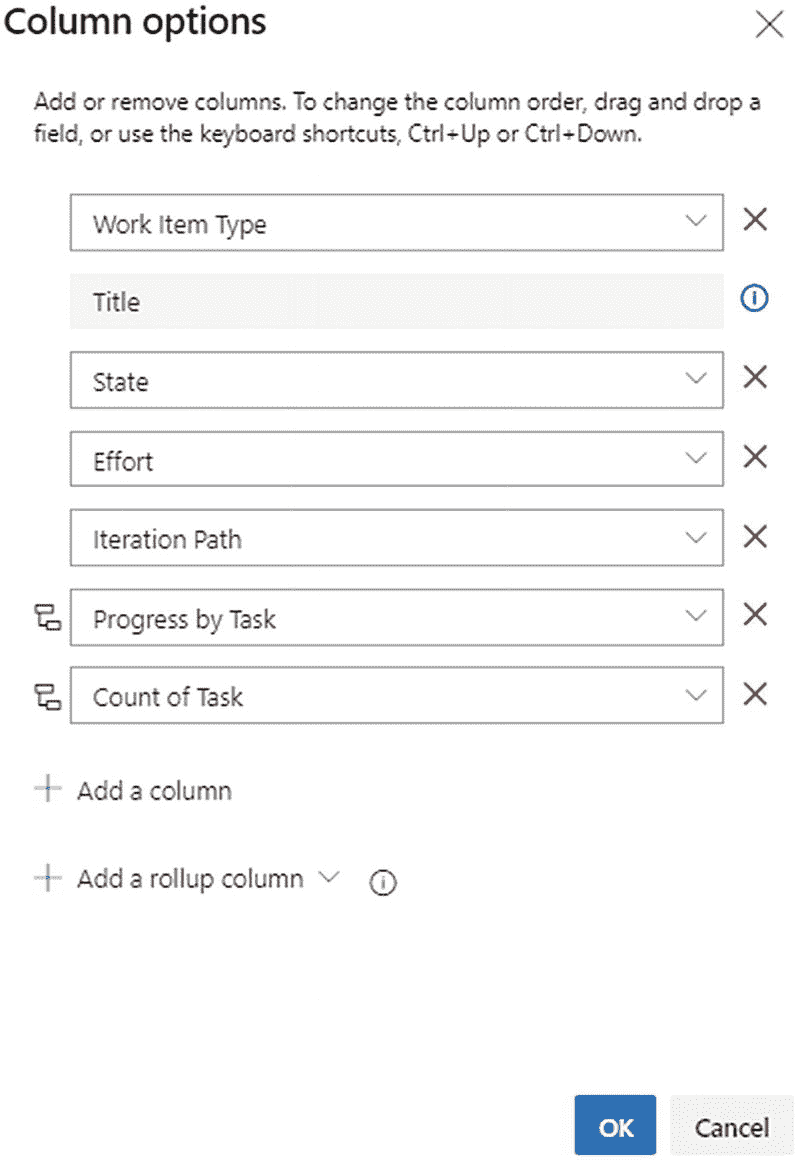 Column options
Add or remove columns. To change the column order, drag and drop a
field, or use the keyboard shortcuts, Ctrl+Up or Ctrl+Down.
Work Item Type
Title
State
Effort
Iteration Path
Progress by Task
Count of Task
Add a column
Add a rollup column
OK Cancel